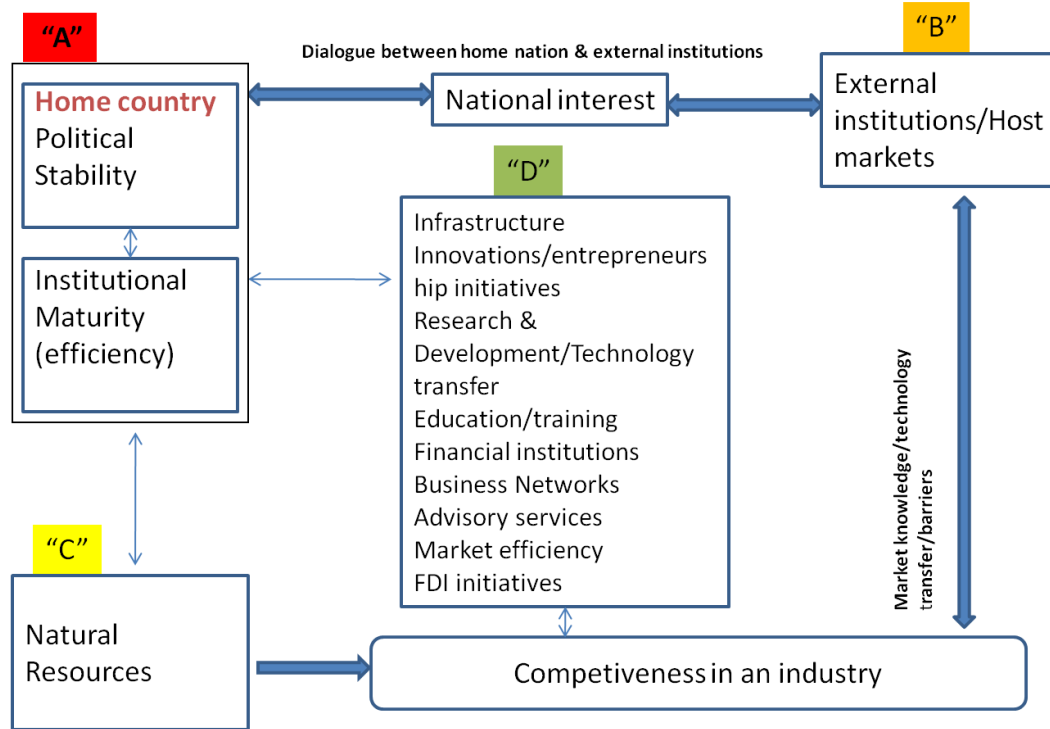 “A”
“B”
Dialogue between home nation & external institutions
Home country
Political
Stability
National interest
External
institutions/Host
markets
“D”
Institutional
Maturity
(efficiency)
Infrastructure
Innovations/entrepreneurs
hip initiatives
Research &
Development/Technology
transfer
Education/training
Financial institutions
Business Networks
Advisory services
Market efficiency
FDI initiatives
Market knowledge/technology
transfer/barriers
“C”
Natural
Resources
Competiveness in an industry